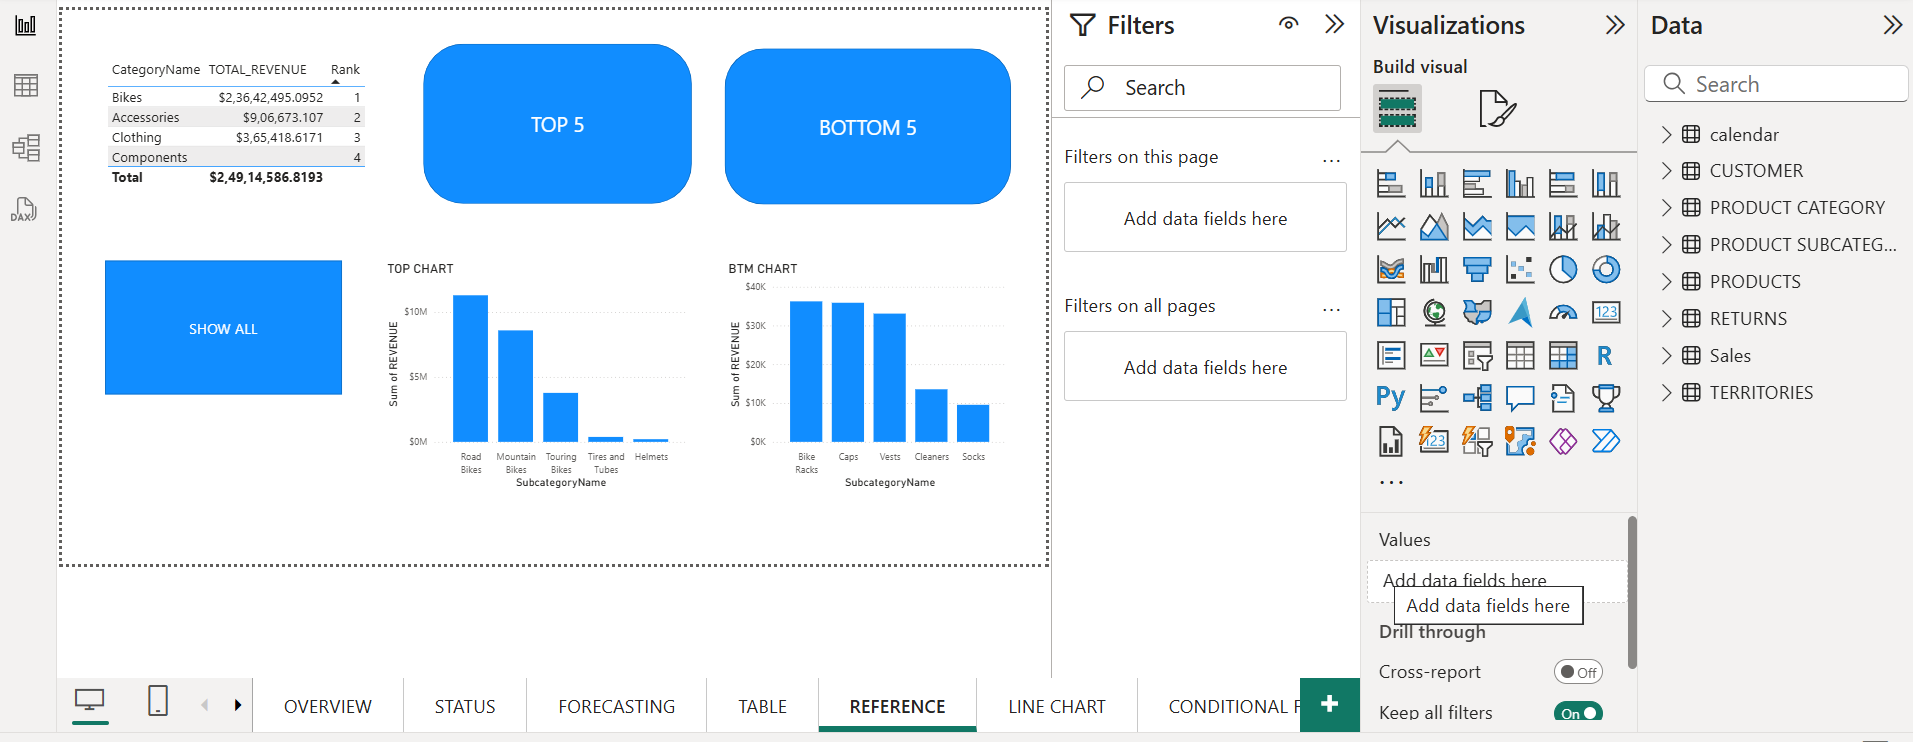 CategoryName TOTAL_REVENUE Rank
Bikes $2,36,42,495.0952 1
Accessories $9,06,673.107 2
Clothing $3,65,418.6171 3
Components 4
Total $2,49,14,586.8193
TOP 5
BOTTOM 5
SHOW ALL
TOP CHART
Sum of REVENUE
$10M
$5M
$0M
Road Bikes
Mountain Bikes
Touring Bikes
Tires and Tubes
Helmets
SubcategoryName
BTM CHART
Sum of REVENUE
$40K
$30K
$20K
$10K
$0K
Bike Racks
Caps
Vests
Cleaners
Socks
SubcategoryName
DAX
OVERVIEW
STATUS
FORECASTING
TABLE
REFERENCE
LINE CHART
CONDITIONAL F
+
Filters
Search
Filters on this page ...
Add data fields here
Filters on all pages ...
Add data fields here
Visualizations
Build visual
123
R
Py
123
...
Values
Add data fields here
Add data fields here
Drill through
Cross-report Off
Keep all filters On
Data
Search
calendar
CUSTOMER
PRODUCT CATEGORY
PRODUCT SUBCATEG...
PRODUCTS
RETURNS
Sales
TERRITORIES